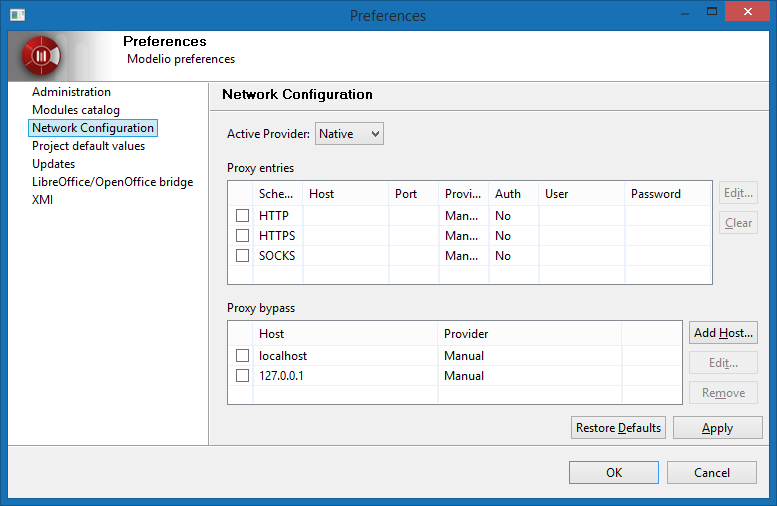 Preferences
Preferences
Modelio preferences
Administration
Modules catalog
Network Configuration
Project default values
Updates
LibreOffice/OpenOffice bridge
XMI
Network Configuration
Active Provider: Native
Proxy entries
Sche... Host Port Provi... Auth User Password
HTTP Man... No
HTTPS Man... No
SOCKS Man... No
Edit...
Clear
Proxy bypass
Host Provider
localhost Manual
127.0.0.1 Manual
Add Host...
Edit...
Remove
Restore Defaults Apply
OK Cancel